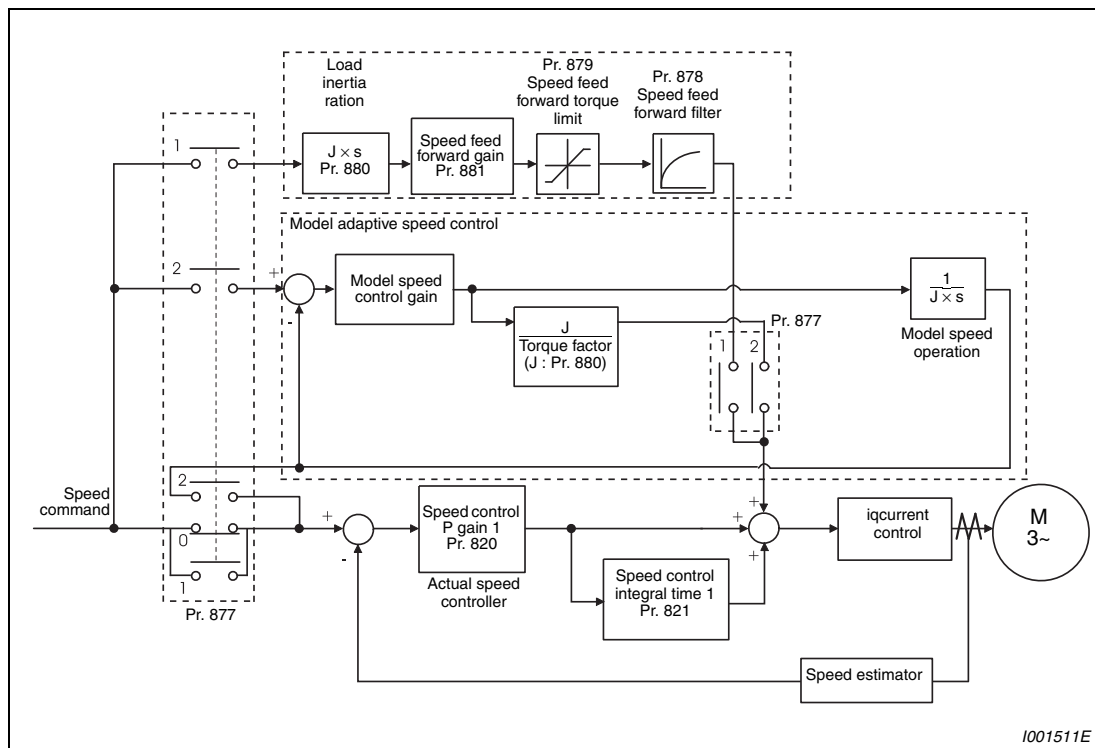 Load
inertia
ration
Pr. 879
Speed feed
forward torque
limit
Pr. 878
Speed feed
forward filter
1
J × s
Pr. 880
Speed feed
forward gain
Pr. 881
Model adaptive speed control
2
+
-
Model speed
control gain
J
Torque factor
(J : Pr. 880)
Pr. 877
1 2
1
J × s
Model speed
operation
Speed
command
2
0
1
Pr. 877
+
-
Speed control
P gain 1
Pr. 820
Actual speed
controller
Speed control
integral time 1
Pr. 821
+
+
+
iqcurrent
control
M
3~
Speed estimator
I001511E